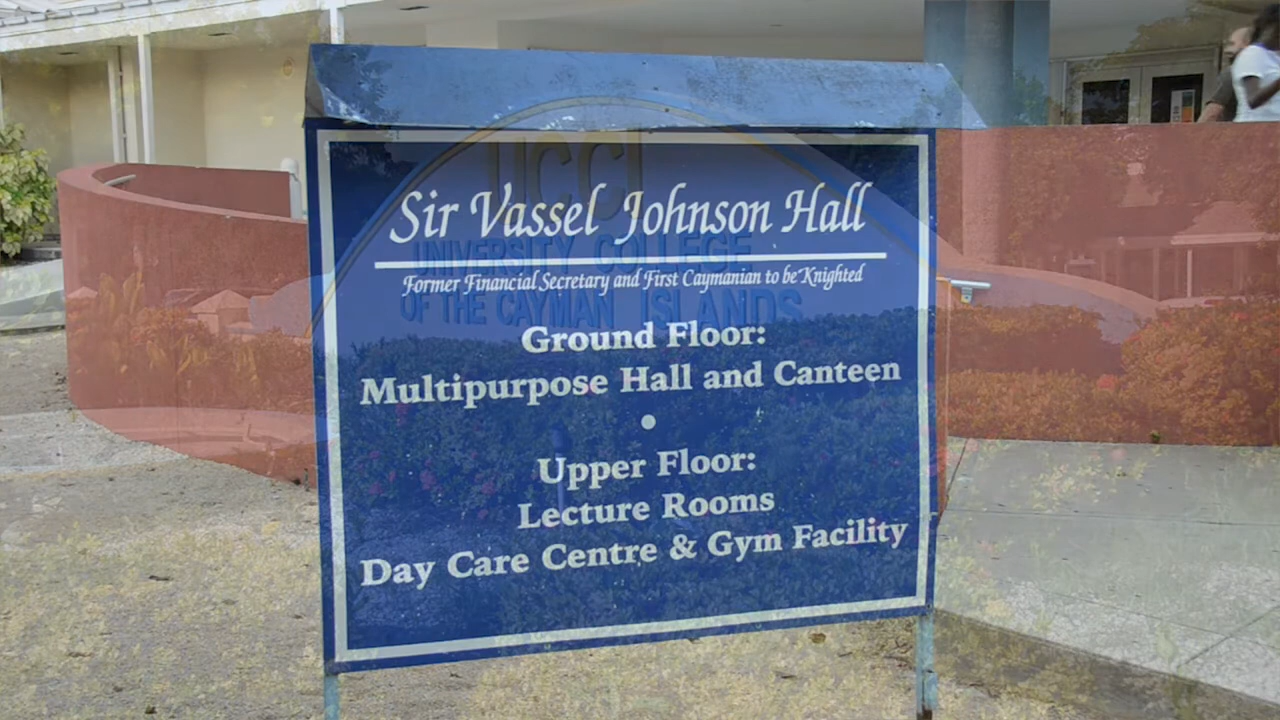 UCCI
Sir Vassel Johnson Hall
UNIVERSITY COLLEGE
Former Financial Secretary and First Caymanian to be Knighted
OF THE CAYMAN ISLANDS
Ground Floor:
Multipurpose Hall and Canteen
•
Upper Floor:
Lecture Rooms
Day Care Centre & Gym Facility